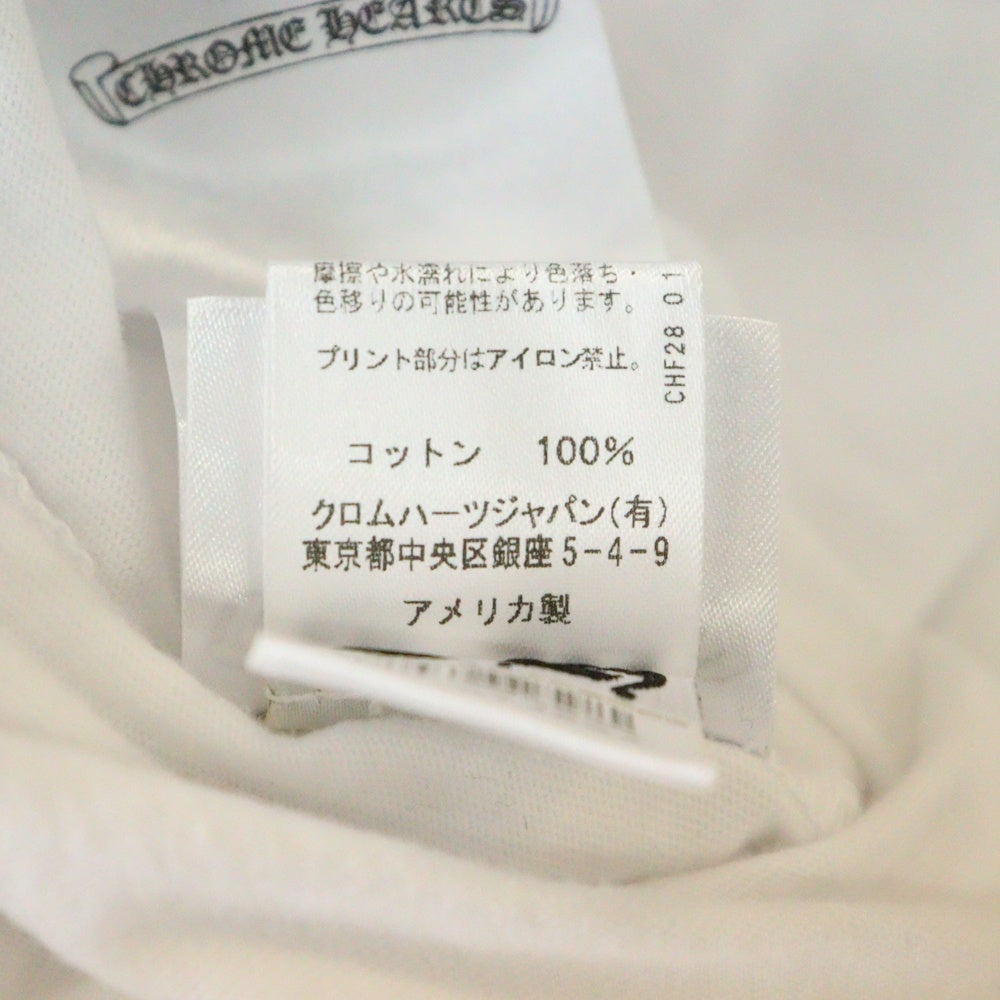 CHROME HEARTS
摩擦や水濡れにより色落ち・
色移りの可能性があります。
プリント部分はアイロン禁止。
CHF28 01
コットン 100%
クロムハーツジャパン(有)
東京都中央区銀座5-4-9
アメリカ製